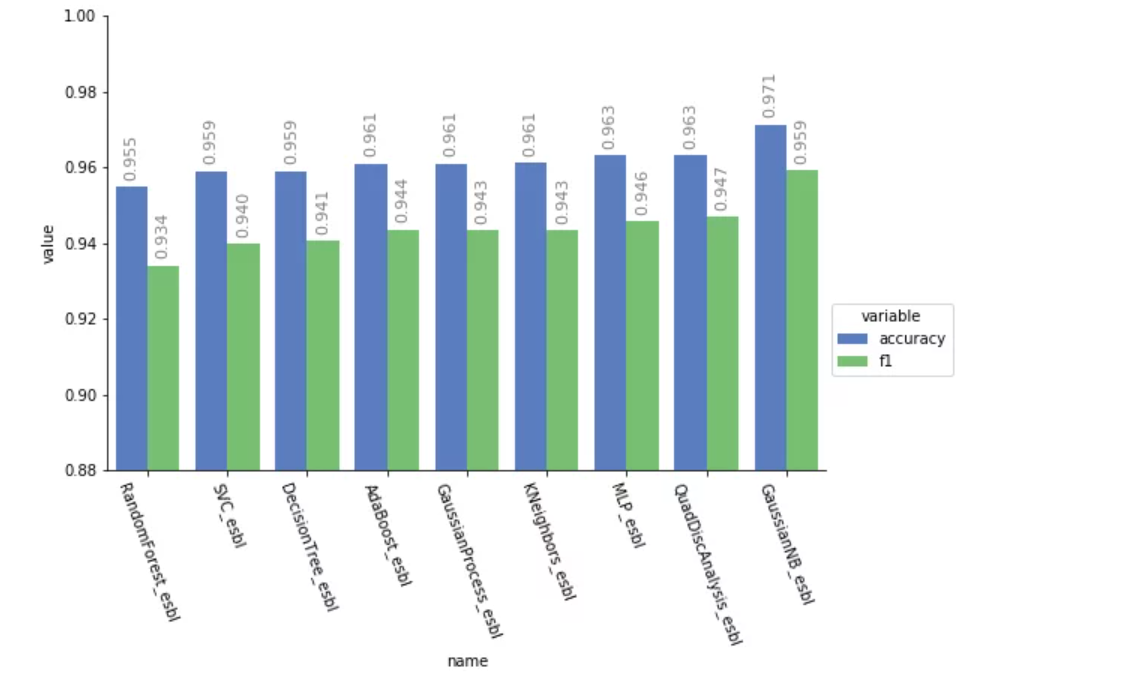 1.00
0.98
0.96
0.94
0.92
0.90
0.88
value
0.955
0.934
0.959
0.940
0.959
0.941
0.961
0.944
0.961
0.943
0.961
0.943
0.963
0.946
0.963
0.947
0.971
0.959
variable
accuracy
f1
RandomForest_esbl
SVC_esbl
DecisionTree_esbl
AdaBoost_esbl
GaussianProcess_esbl
KNeighbors_esbl
MLP_esbl
QuadDiscAnalysis_esbl
GaussianNB_esbl
name